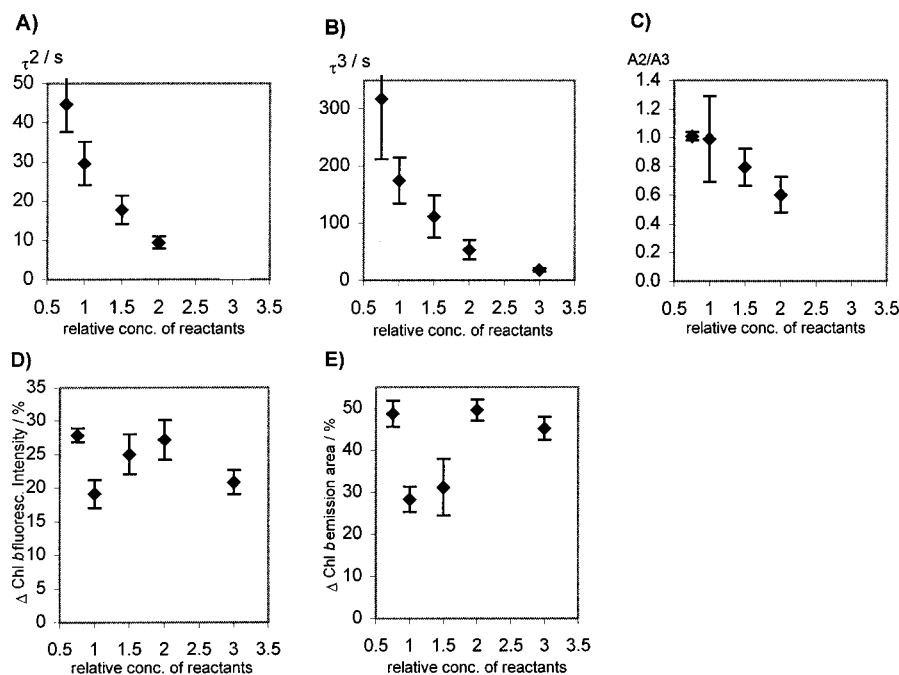 A)
τ2 / s
50
40
30
20
10
0
0.5 1 1.5 2 2.5 3 3.5
relative conc. of reactants
B)
τ3 / s
300
200
100
0
0.5 1 1.5 2 2.5 3 3.5
relative conc. of reactants
C)
A2/A3
1.4
1.2
1.0
0.8
0.6
0.4
0.2
0.0
0.5 1 1.5 2 2.5 3 3.5
relative conc. of reactants
D)
Δ Chl b fluoresc. Intensity / %
35
30
25
20
15
10
5
0
0.5 1 1.5 2 2.5 3 3.5
relative conc. of reactants
E)
Δ Chl b emission area / %
50
40
30
20
10
0
0.5 1 1.5 2 2.5 3 3.5
relative conc. of reactants